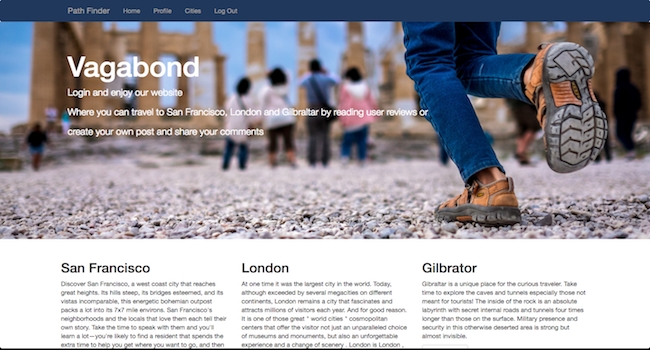 Path Finder Home Profile Cities Log Out
Vagabond
Login and enjoy our website
Where you can travel to San Francisco, London and Gilbraltar by reading user reviews or
create your own post and share your comments
San Francisco
Discover San Francisco, a west coast city that reaches
great heights. Its hills steep, its bridges esteemed, and its
vistas incomparable, this energetic bohemian outpost
packs a lot into its 7x7 mile environs. San Francisco's
neighborhoods and the locals that love them each tell their
own story. Take the time to speak with them and you'll
learn a lot—you're likely to find a resident that spends the
extra time to help you get where you want to go, and then
London
At one time it was the largest city in the world. Today,
although exceeded by several megacities on different
continents, London remains a city that fascinates and
attracts millions of visitors each year. And for good reason.
It is one of those great " world cities " cosmopolitan
centers that offer the visitor not just an unparalleled choice
of museums and monuments, but also an unforgettable
experience and a change of scenery . London is London ,
Gilbrator
Gilbraltar is a unique place for the curious traveler. Take
time to explore the caves and tunnels especially those not
meant for tourists! The inside of the rock is an absolute
labyrinth with secret internal roads and tunnels four times
longer than those on the surface. Military presence and
security in this otherwise deserted area is strong but
almost invisible.